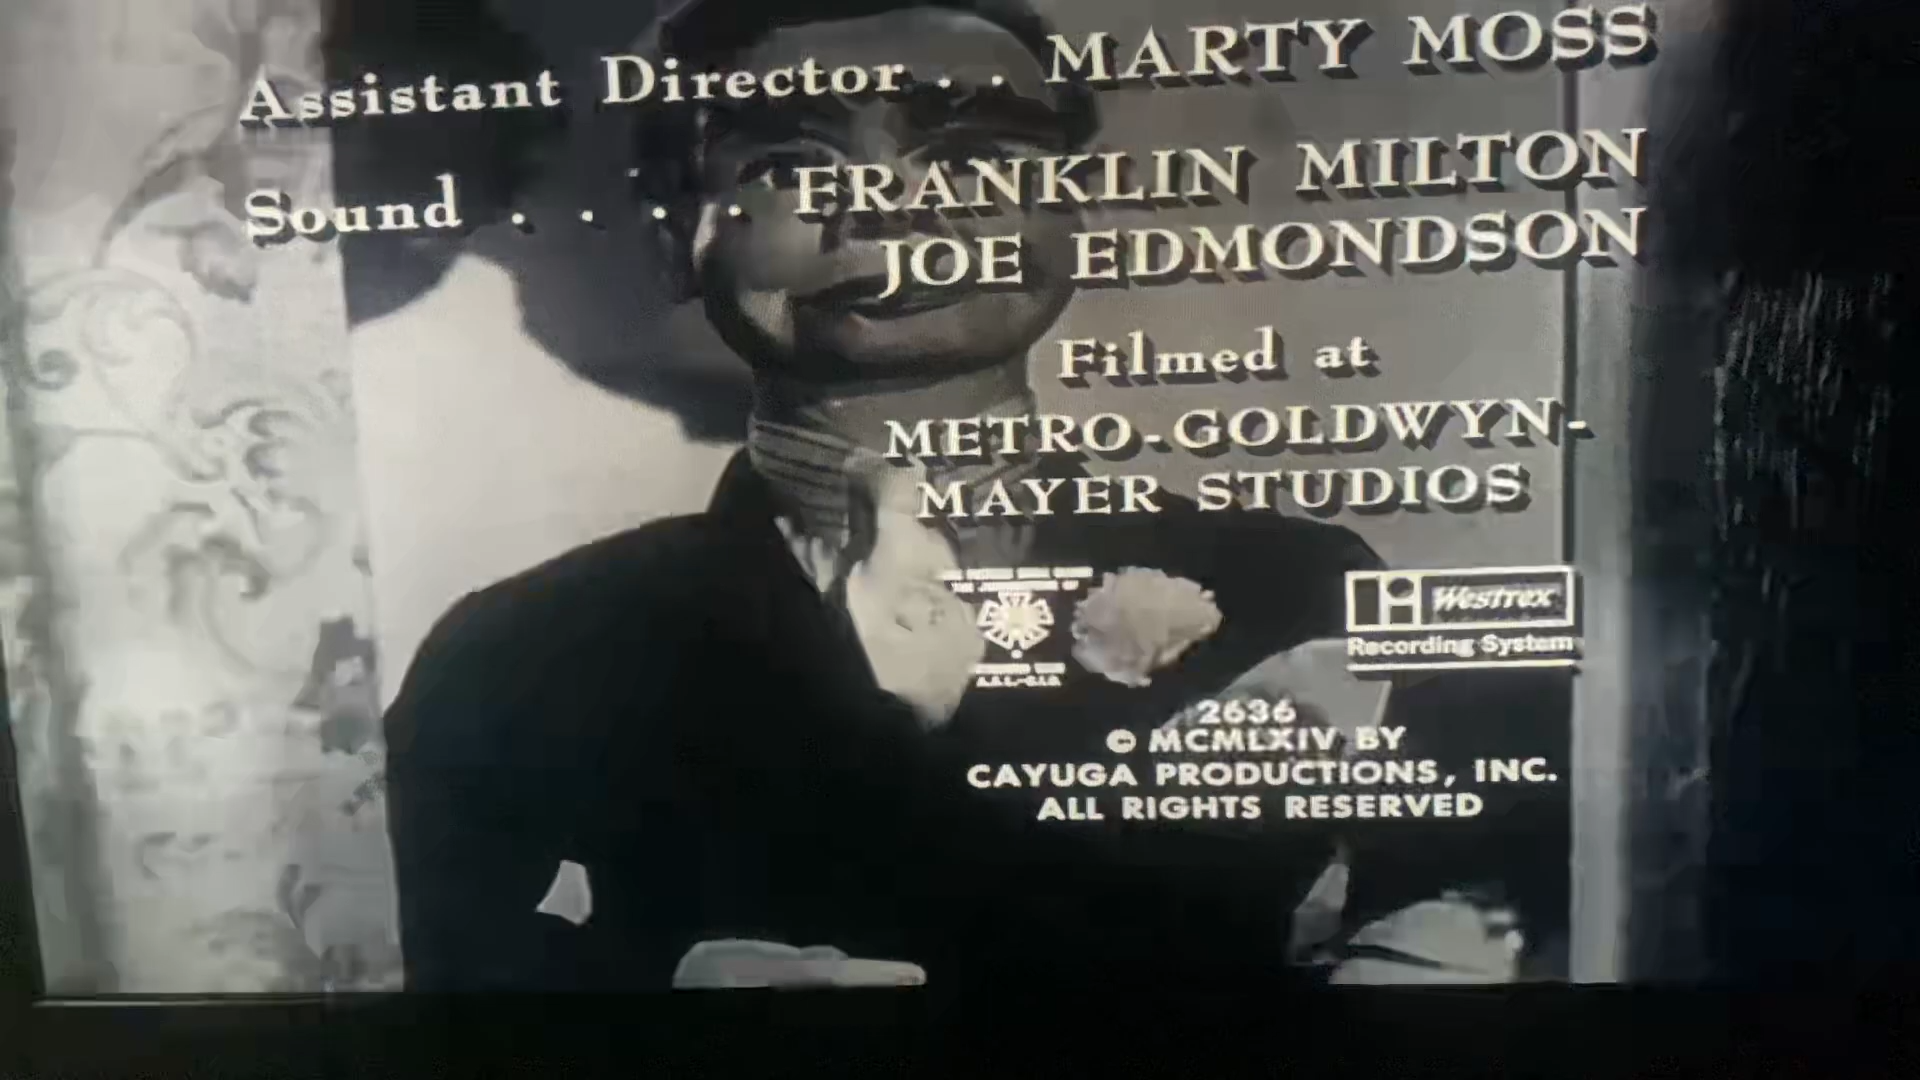 Assistant Director . . MARTY MOSS
Sound . . . . FRANKLIN MILTON
JOE EDMONDSON
Filmed at
METRO-GOLDWYN-
MAYER STUDIOS
Westrex
Recording System
2636
© MCMLXIV BY
CAYUGA PRODUCTIONS, INC.
ALL RIGHTS RESERVED